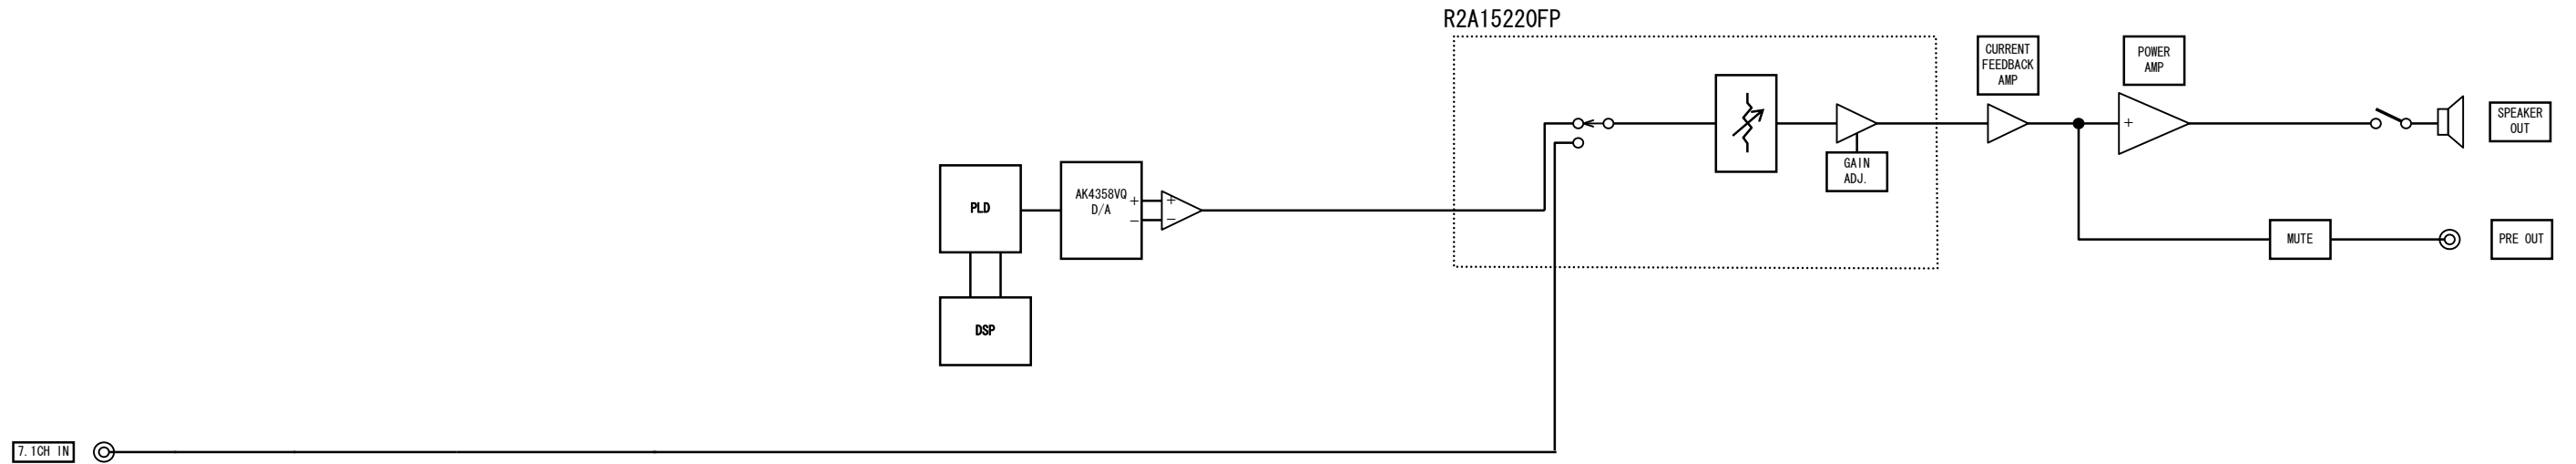 R2A15220FP
CURRENT
FEEDBACK
AMP
POWER
AMP
+
SPEAKER
OUT
GAIN
ADJ.
PLD
AK4358VQ
D/A
+
−
+
−
MUTE
PRE OUT
DSP
7.1CH IN